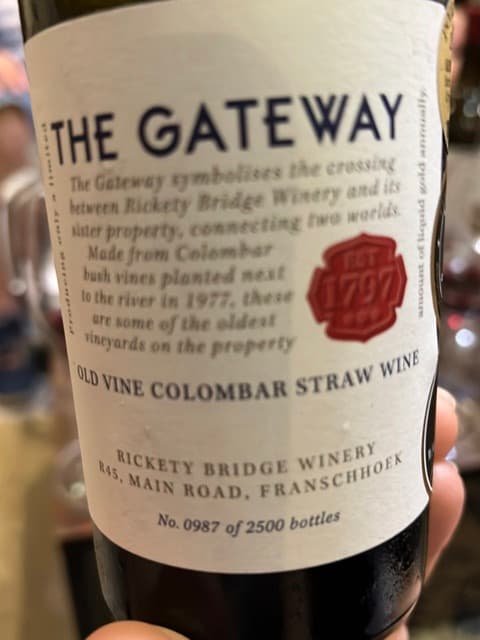 THE GATEWAY
The Gateway symbolises the crossing
between Rickety Bridge Winery and its
sister property, connecting two worlds.
Made from Colombar
bush vines planted next
to the river in 1977, these
are some of the oldest
vineyards on the property
producing only a limited
amount of liquid gold annually.
EST
1797
OLD VINE COLOMBAR STRAW WINE
RICKETY BRIDGE WINERY
R45, MAIN ROAD, FRANSCHHOEK
No. 0987 of 2500 bottles